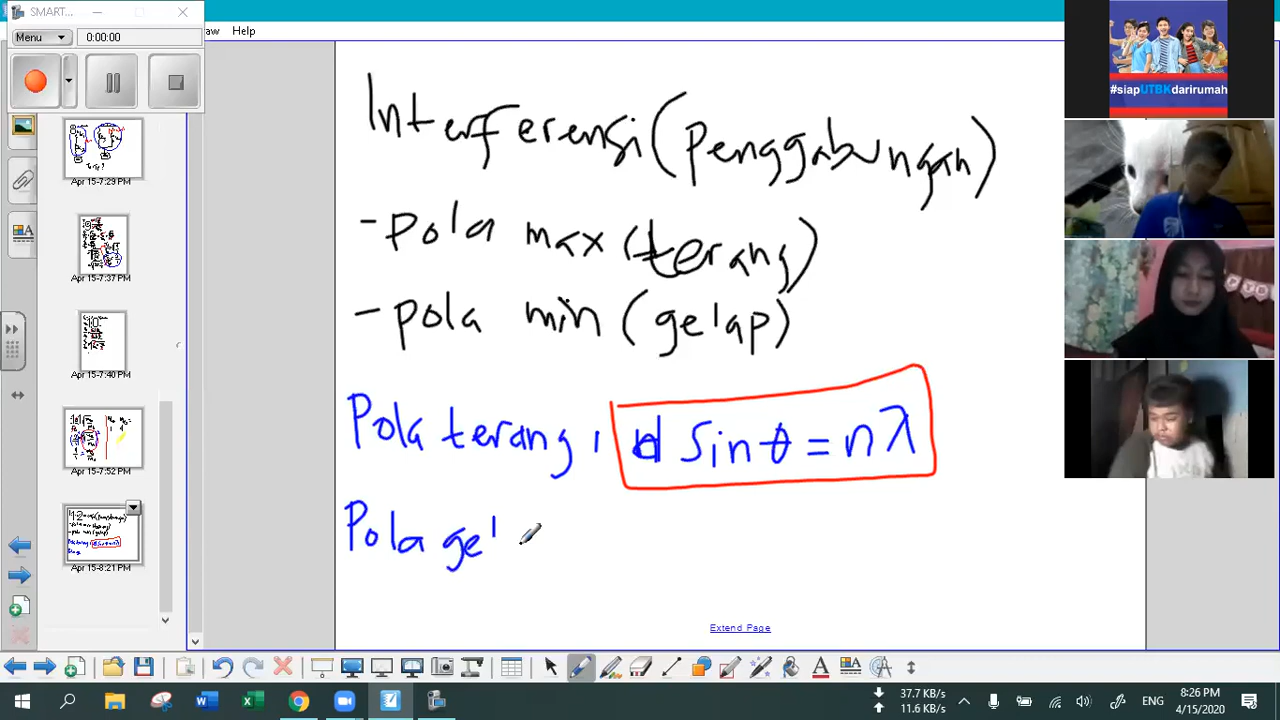 SMART...
Menu
0:00:00
aw Help
#siapUTBKdarirumah
Apr 15-7:29 PM
Apr 15-7:37 PM
Apr 15-7:40 PM
Apr 15-7:52 PM
Apr 15-8:21 PM
Interferensi (penggabungan)
- pola max (terang)
- pola min (gelap)
Pola terang : d sin θ = n λ
Pola gel
Extend Page
37.7 KB/s
11.6 KB/s
ENG
8:26 PM
4/15/2020